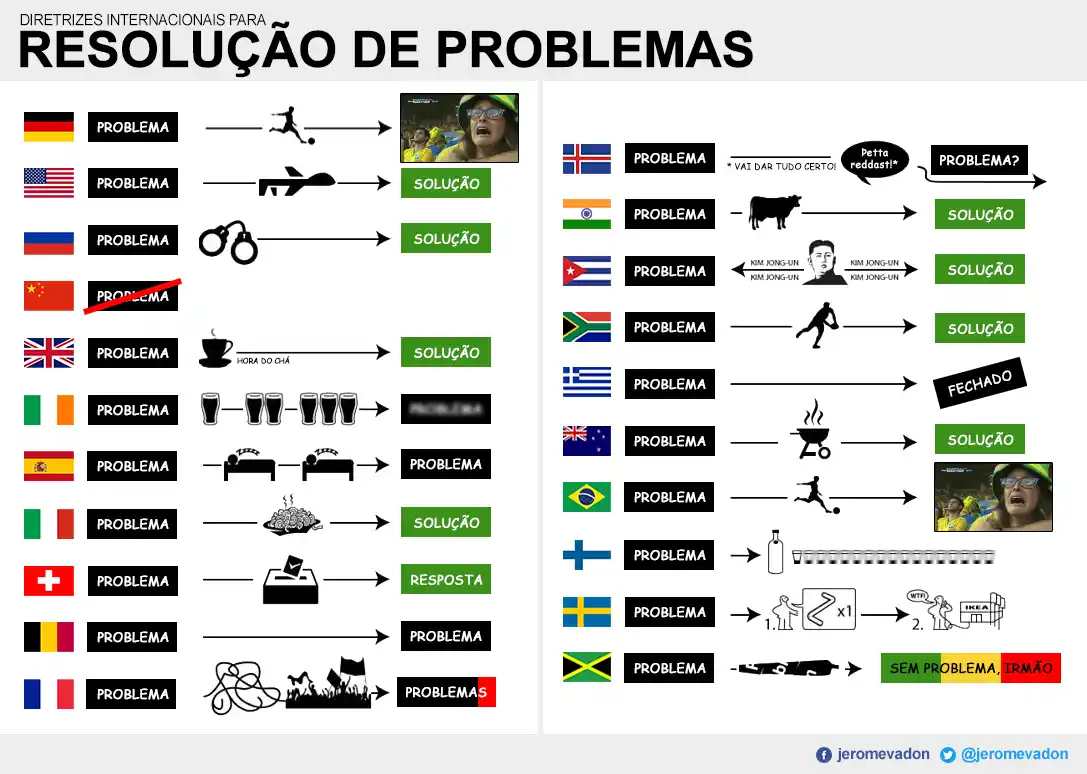 DIRETRIZES INTERNACIONAIS PARA
RESOLUÇÃO DE PROBLEMAS
PROBLEMA
PROBLEMA
SOLUÇÃO
PROBLEMA
SOLUÇÃO
PROBLEMA
PROBLEMA
HORA DO CHÁ
SOLUÇÃO
PROBLEMA
PROBLEMA
PROBLEMA
ZZZZ
ZZZZ
PROBLEMA
PROBLEMA
SOLUÇÃO
PROBLEMA
RESPOSTA
PROBLEMA
PROBLEMA
PROBLEMA
PROBLEMAS
PROBLEMA
* VAI DAR TUDO CERTO!
Petta
reddast!*
PROBLEMA?
PROBLEMA
SOLUÇÃO
PROBLEMA
KIM JONG-UN
KIM JONG-UN
KIM JONG-UN
KIM JONG-UN
SOLUÇÃO
PROBLEMA
SOLUÇÃO
PROBLEMA
FECHADO
PROBLEMA
SOLUÇÃO
PROBLEMA
PROBLEMA
PROBLEMA
1.
x1
2.
WTF!
IKEA
PROBLEMA
SEM PROBLEMA, IRMÃO
jeromevadon
@jeromevadon